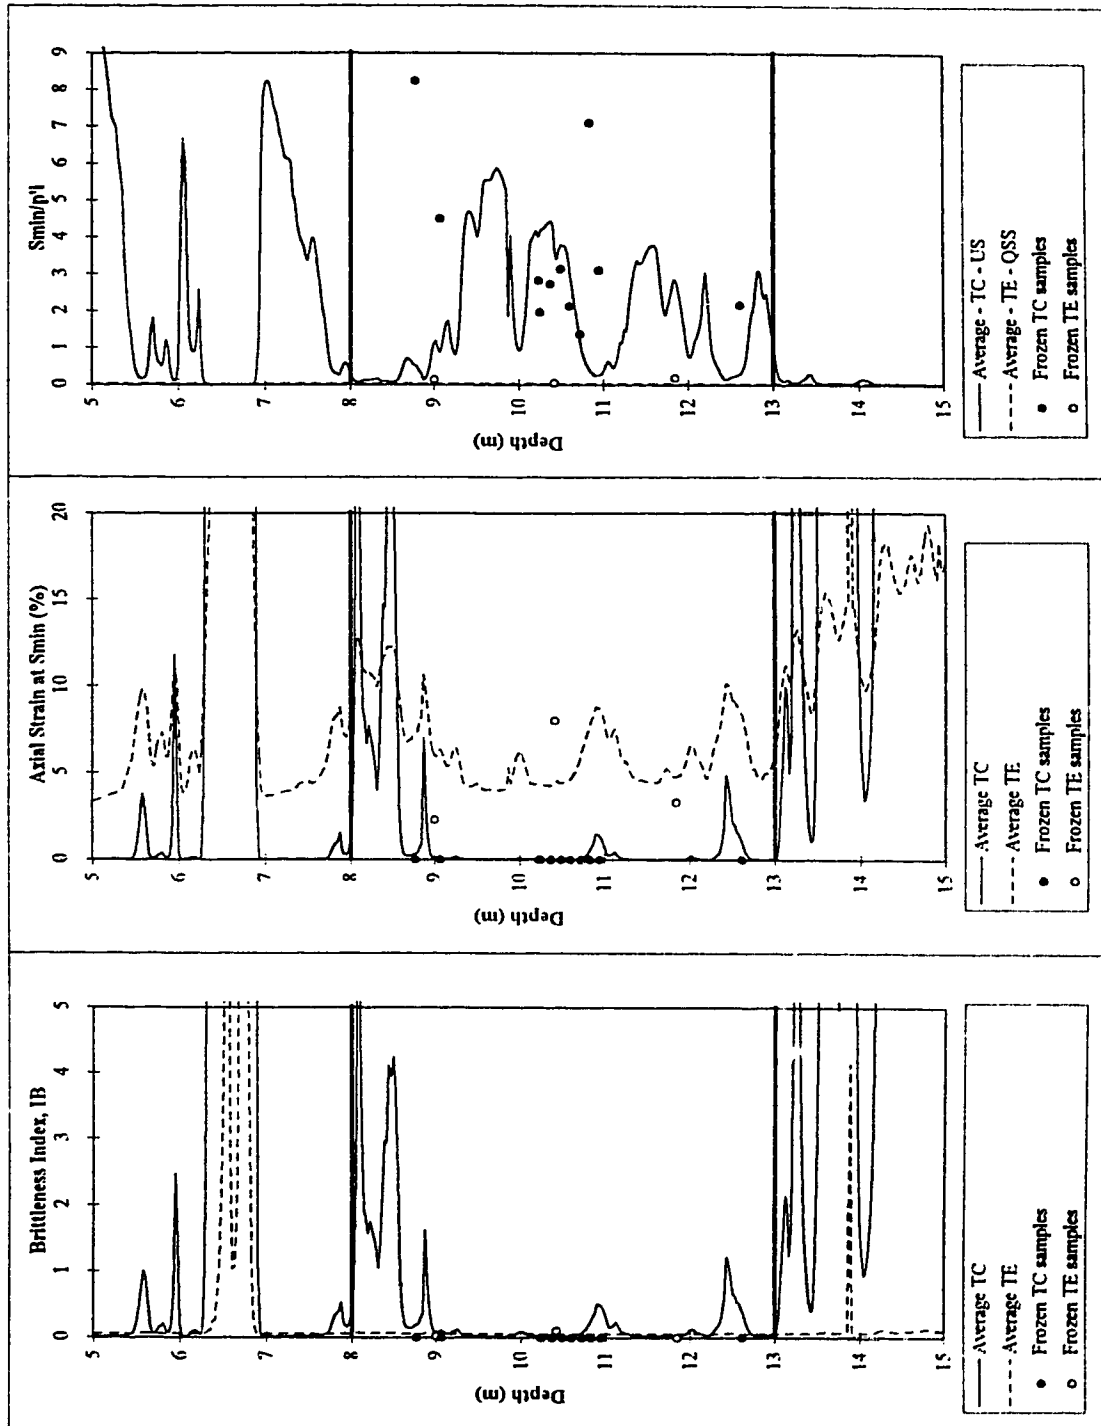 Smin/p'i
0 1 2 3 4 5 6 7 8 9
5
6
7
8
9
10
11
12
13
14
15
Depth (m)
Average - TC - US
Average - TE - QSS
Frozen TC samples
Frozen TE samples
Axial Strain at Smin (%)
0 5 10 15 20
5
6
7
8
9
10
11
12
13
14
15
Depth (m)
Average TC
Average TE
Frozen TC samples
Frozen TE samples
Brittleness Index, IB
0 1 2 3 4 5
5
6
7
8
9
10
11
12
13
14
15
Depth (m)
Average TC
Average TE
Frozen TC samples
Frozen TE samples